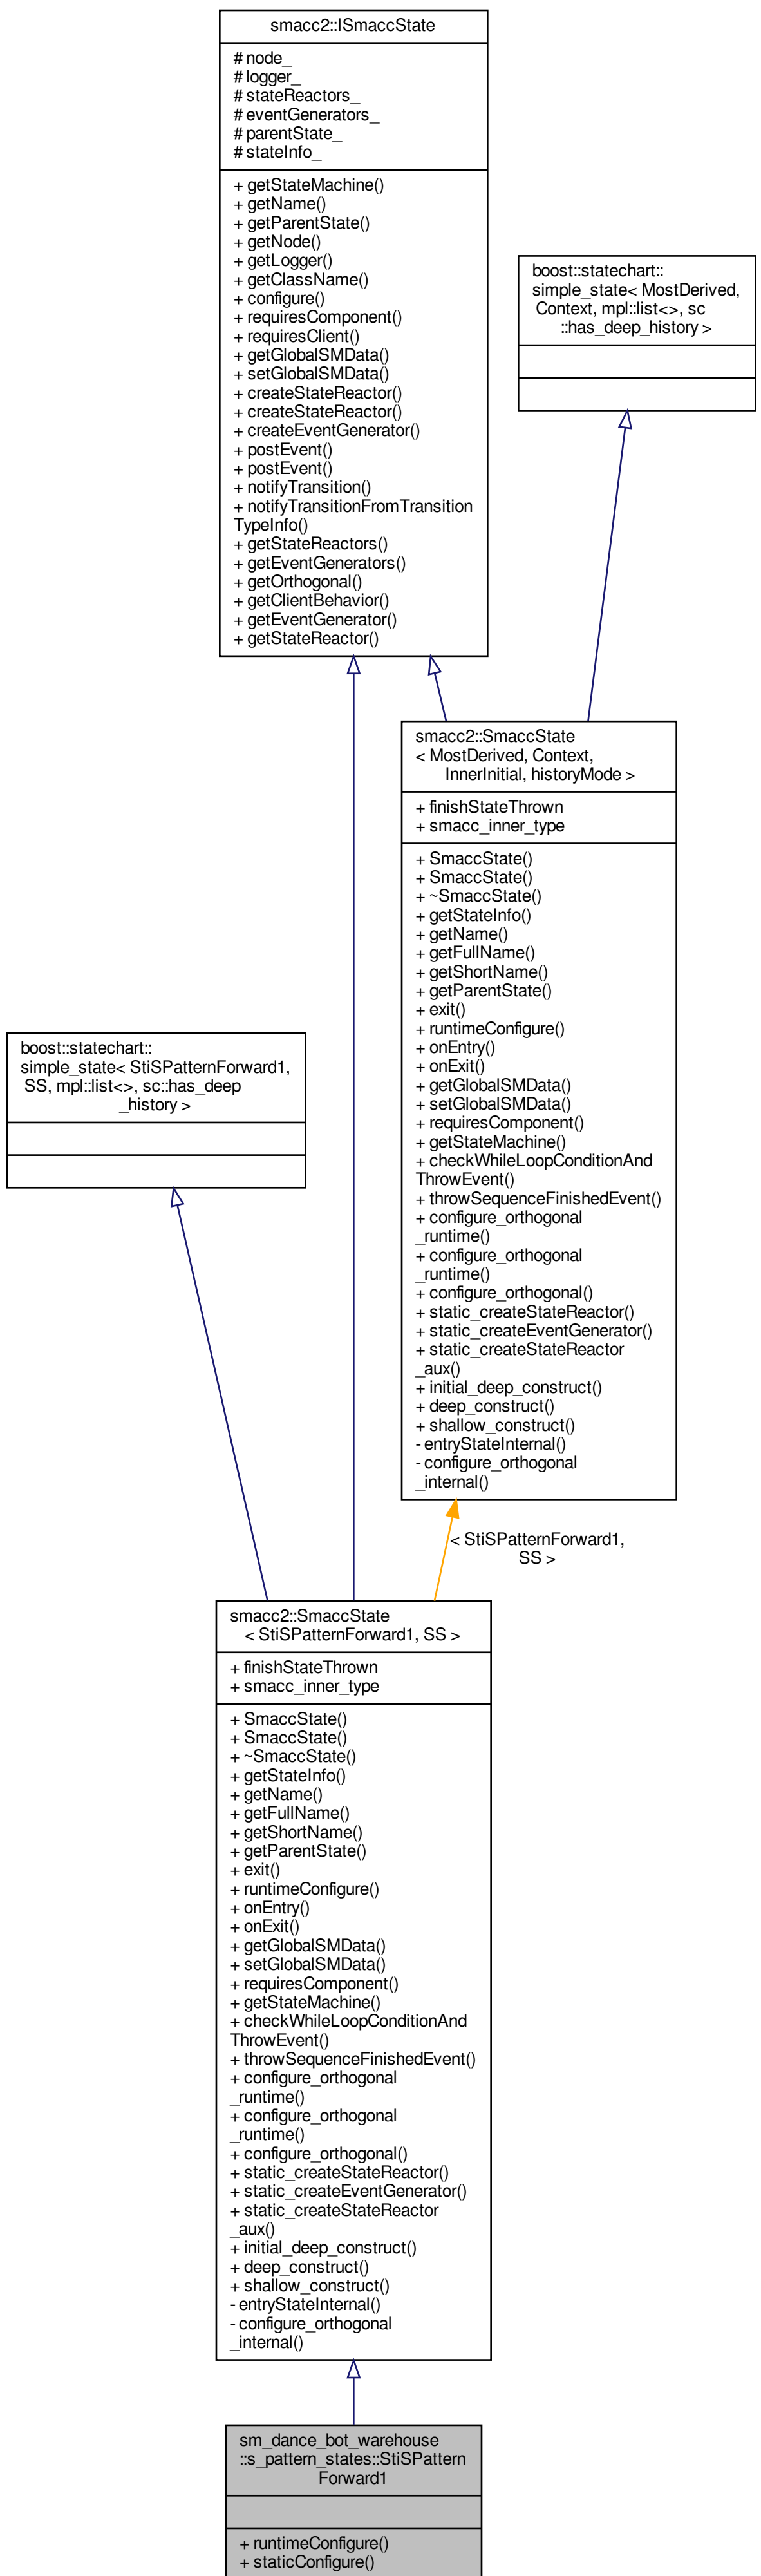 smacc2::ISmaccState
# node_
# logger_
# stateReactors_
# eventGenerators_
# parentState_
# stateInfo_
+ getStateMachine()
+ getName()
+ getParentState()
+ getNode()
+ getLogger()
+ getClassName()
+ configure()
+ requiresComponent()
+ requiresClient()
+ getGlobalSMData()
+ setGlobalSMData()
+ createStateReactor()
+ createStateReactor()
+ createEventGenerator()
+ postEvent()
+ postEvent()
+ notifyTransition()
+ notifyTransitionFromTransition
TypeInfo()
+ getStateReactors()
+ getEventGenerators()
+ getOrthogonal()
+ getClientBehavior()
+ getEventGenerator()
+ getStateReactor()
boost::statechart::
simple_state< MostDerived,
Context, mpl::list<>, sc
::has_deep_history >
smacc2::SmaccState
< MostDerived, Context,
InnerInitial, historyMode >
+ finishStateThrown
+ smacc_inner_type
+ SmaccState()
+ SmaccState()
+ ~SmaccState()
+ getStateInfo()
+ getName()
+ getFullName()
+ getShortName()
+ getParentState()
+ exit()
+ runtimeConfigure()
+ onEntry()
+ onExit()
+ getGlobalSMData()
+ setGlobalSMData()
+ requiresComponent()
+ getStateMachine()
+ checkWhileLoopConditionAnd
ThrowEvent()
+ throwSequenceFinishedEvent()
+ configure_orthogonal
_runtime()
+ configure_orthogonal
_runtime()
+ configure_orthogonal()
+ static_createStateReactor()
+ static_createEventGenerator()
+ static_createStateReactor
_aux()
+ initial_deep_construct()
+ deep_construct()
+ shallow_construct()
- entryStateInternal()
- configure_orthogonal
_internal()
boost::statechart::
simple_state< StiSPatternForward1,
SS, mpl::list<>, sc::has_deep
_history >
< StiSPatternForward1,
SS >
smacc2::SmaccState
< StiSPatternForward1, SS >
+ finishStateThrown
+ smacc_inner_type
+ SmaccState()
+ SmaccState()
+ ~SmaccState()
+ getStateInfo()
+ getName()
+ getFullName()
+ getShortName()
+ getParentState()
+ exit()
+ runtimeConfigure()
+ onEntry()
+ onExit()
+ getGlobalSMData()
+ setGlobalSMData()
+ requiresComponent()
+ getStateMachine()
+ checkWhileLoopConditionAnd
ThrowEvent()
+ throwSequenceFinishedEvent()
+ configure_orthogonal
_runtime()
+ configure_orthogonal
_runtime()
+ configure_orthogonal()
+ static_createStateReactor()
+ static_createEventGenerator()
+ static_createStateReactor
_aux()
+ initial_deep_construct()
+ deep_construct()
+ shallow_construct()
- entryStateInternal()
- configure_orthogonal
_internal()
sm_dance_bot_warehouse
::s_pattern_states::StiSPattern
Forward1
+ runtimeConfigure()
+ staticConfigure()